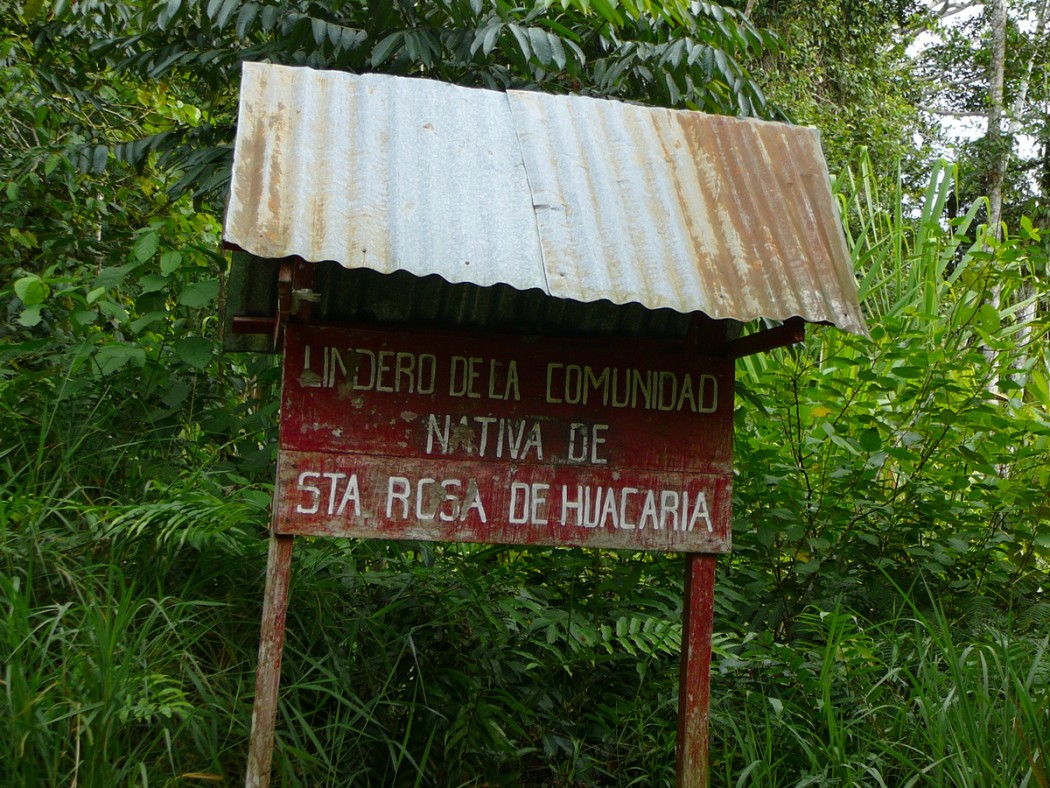 LINDERO DE LA COMUNIDAD
NATIVA DE
STA. ROSA DE HUACARIA